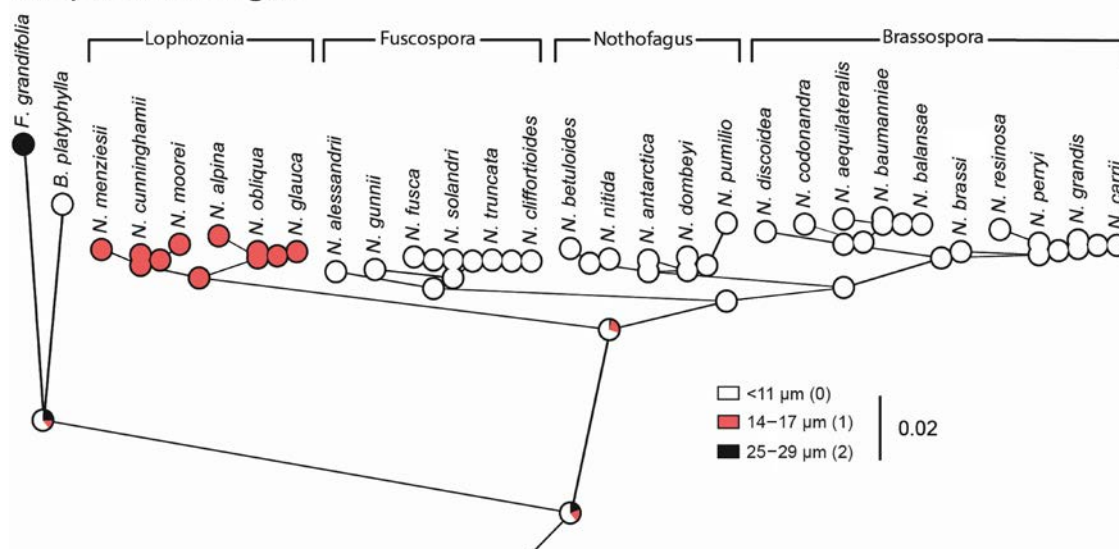 Lophozonia
Fuscospora
Nothofagus
Brassospora
F. grandifolia
B. platyphylla
N. menziesii
N. cunninghamii
N. moorei
N. alpina
N. obliqua
N. glauca
N. alessandrii
N. gunnii
N. fusca
N. solandri
N. truncata
N. cliffortioides
N. betuloides
N. nitida
N. antarctica
N. dombeyi
N. pumilio
N. discoidea
N. codonandra
N. aequilateralis
N. baumanniae
N. balansae
N. brassi
N. resinosa
N. perryi
N. grandis
N. carrii
<11 μm (0)
14–17 μm (1)
25–29 μm (2)
0.02